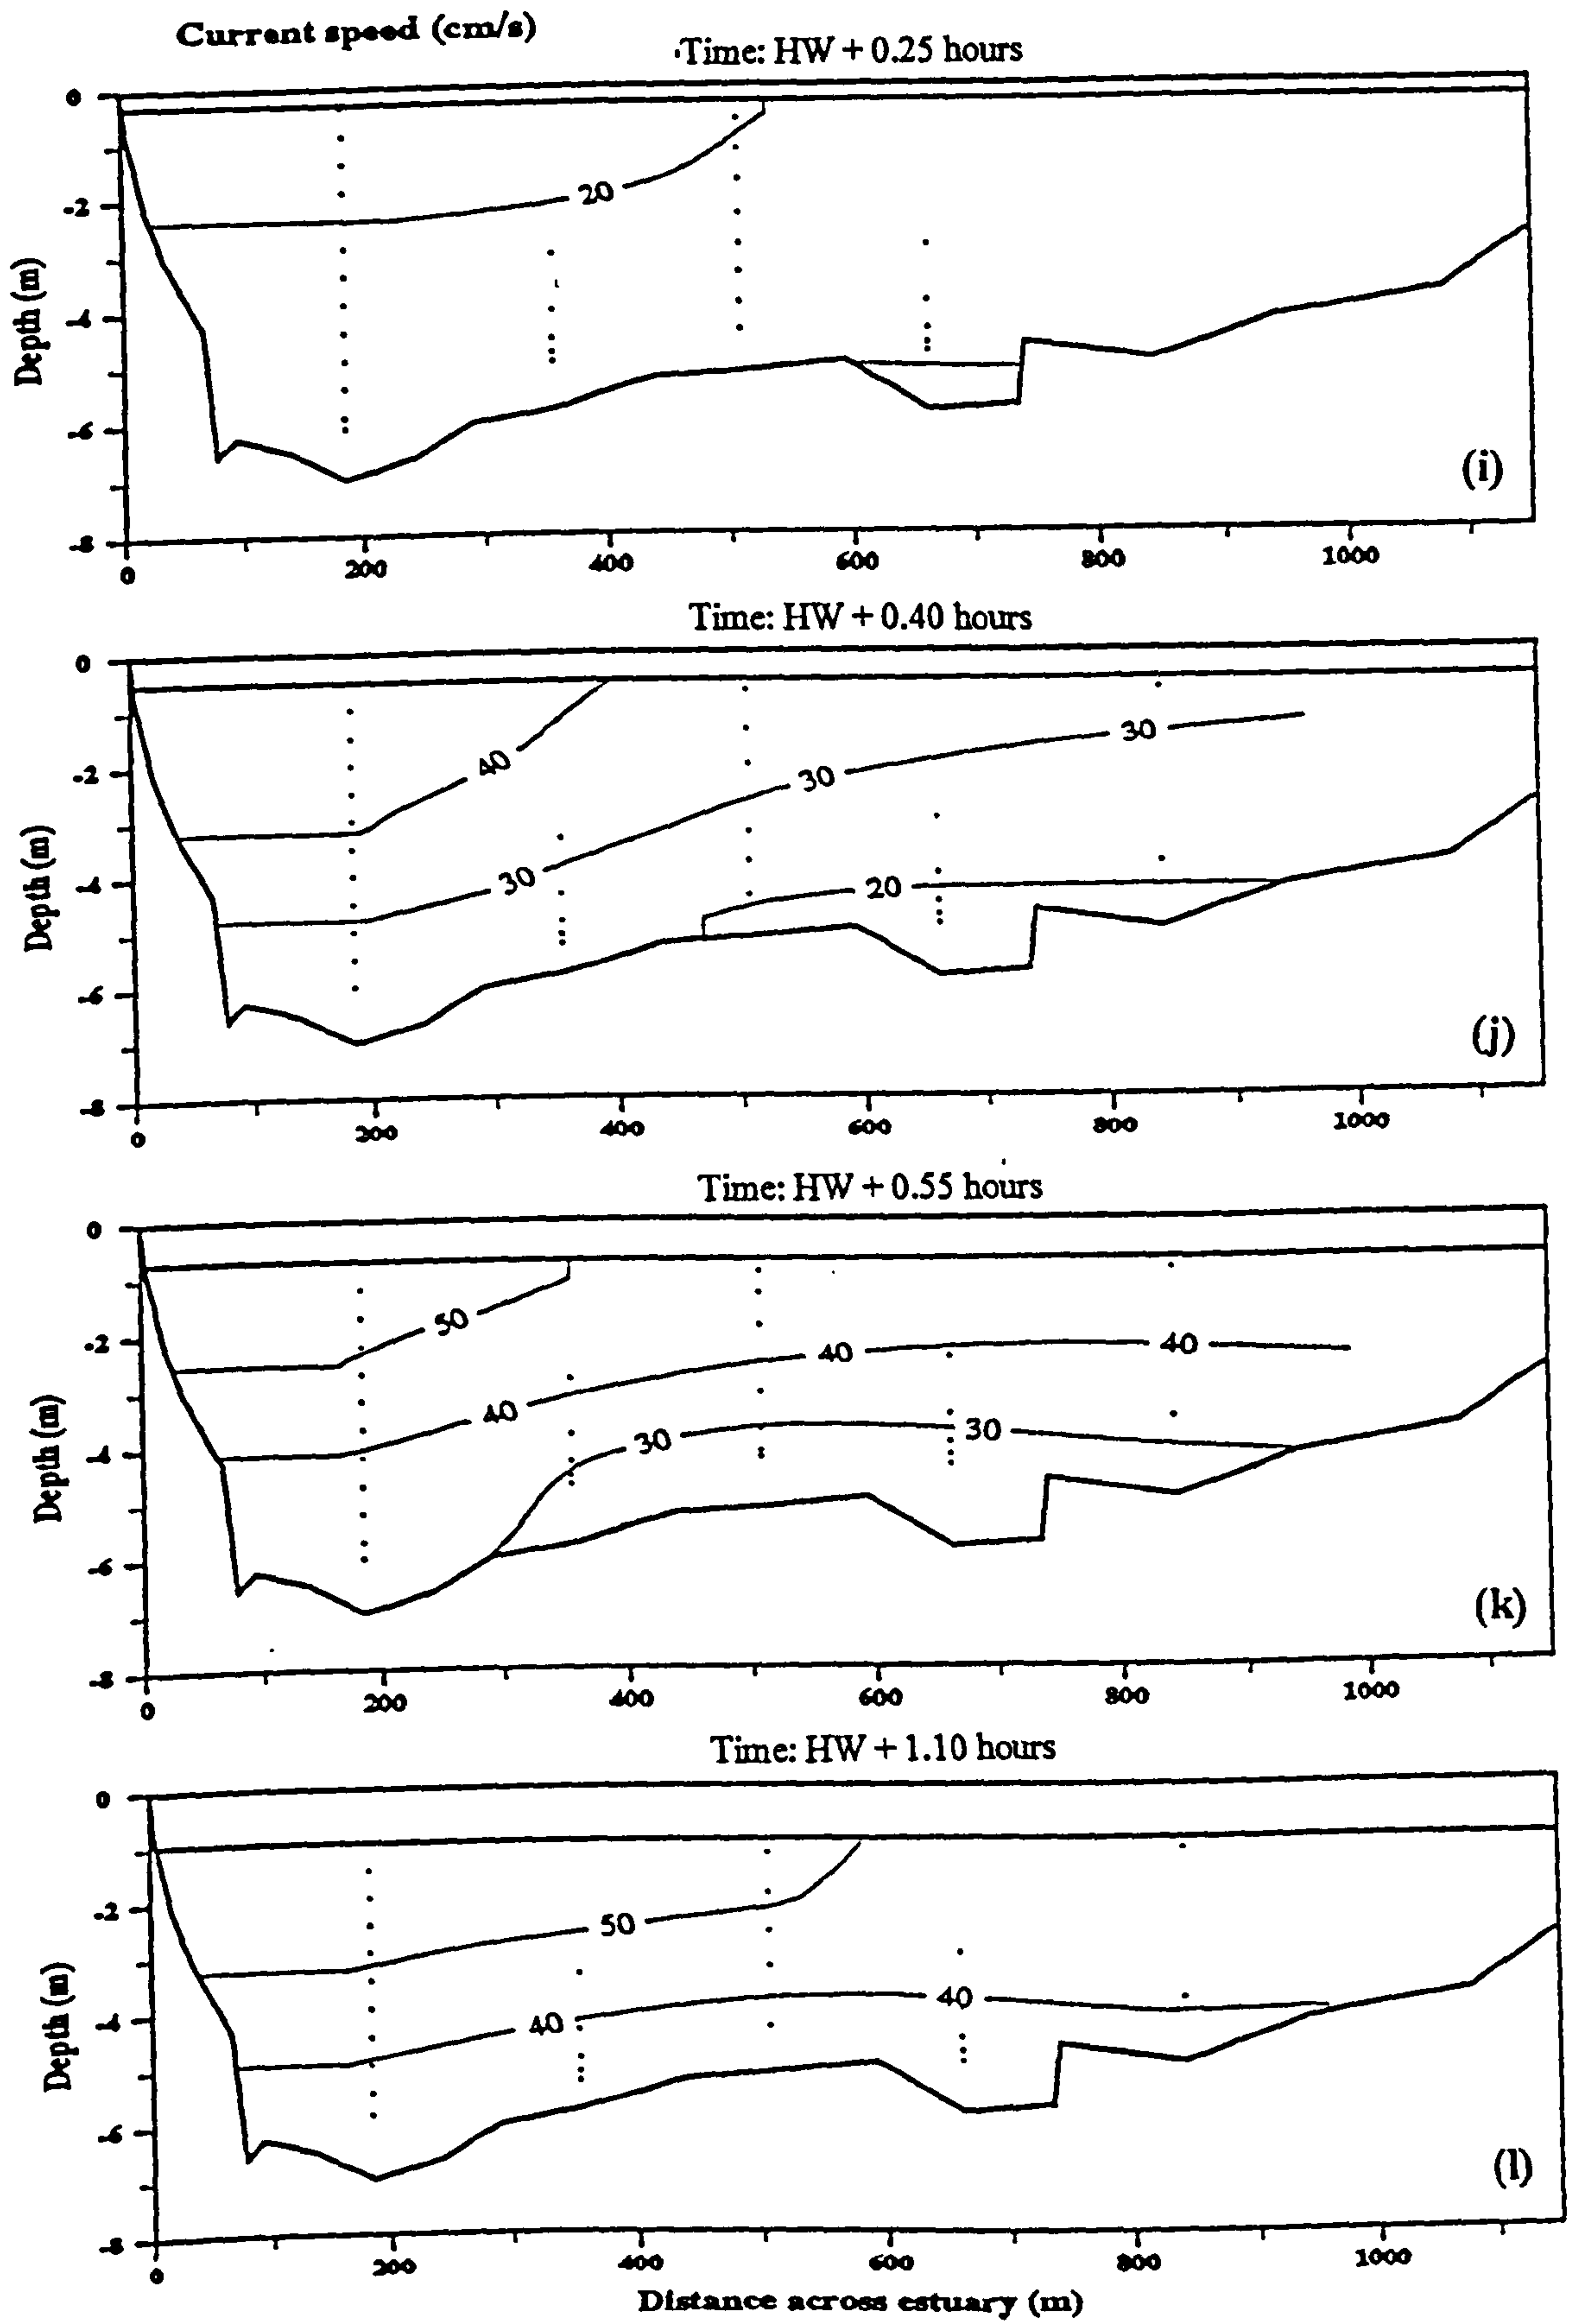 Current speed (cm/s)
Time: HW + 0.25 hours
0
-2
-4
-6
-8
Depth (m)
20
(i)
0 200 400 600 800 1000
Time: HW + 0.40 hours
0
-2
-4
-6
-8
Depth (m)
40
30 30 30
20
(j)
0 200 400 600 800 1000
Time: HW + 0.55 hours
0
-2
-4
-6
-8
Depth (m)
50
40 40 40
30 30
(k)
0 200 400 600 800 1000
Time: HW + 1.10 hours
0
-2
-4
-6
-8
Depth (m)
50
40 40
(l)
0 200 400 600 800 1000
Distance across estuary (m)